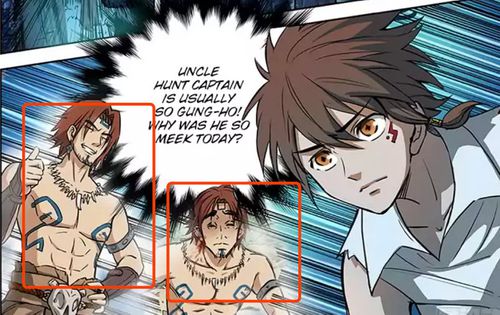 UNCLE
HUNT CAPTAIN
IS USUALLY
SO GUNG-HO!
WHY WAS HE SO
MEEK TODAY?